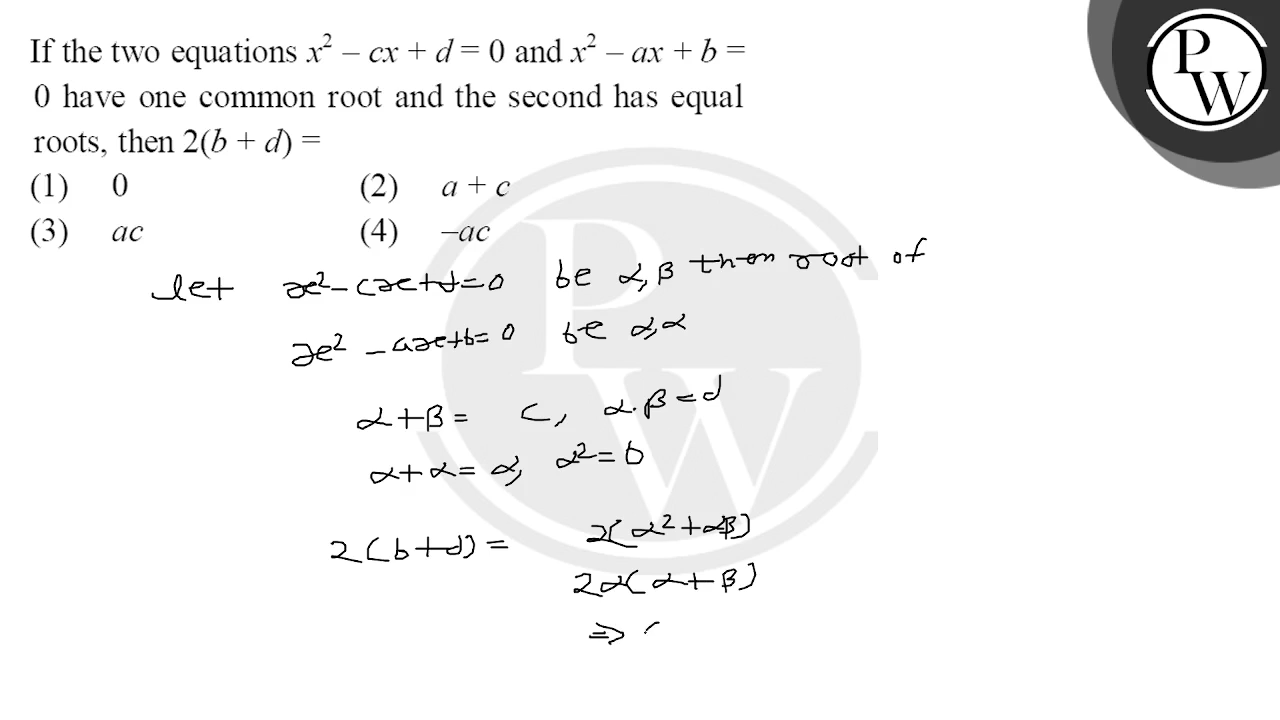 If the two equations x² – cx + d = 0 and x² – ax + b =
0 have one common root and the second has equal
roots, then 2(b + d) =
(1) 0 (2) a + c
(3) ac (4) –ac
let x² - cx + d = 0 be α, β then root of
x² - ax + b = 0 be α, α
α + β = c, α . β = d
α + α = α, α² = b
2(b + d) = 2(α² + αβ)
2α(α + β)
⇒
PW
PW